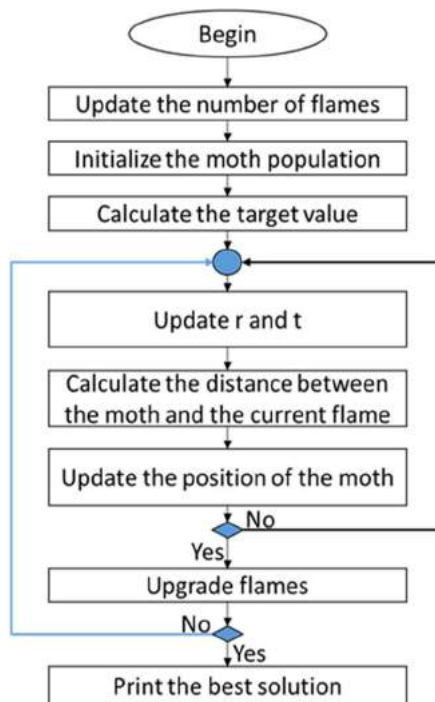 Begin
Update the number of flames
Initialize the moth population
Calculate the target value
Update r and t
Calculate the distance between
the moth and the current flame
Update the position of the moth
No
Yes
Upgrade flames
No
Yes
Print the best solution